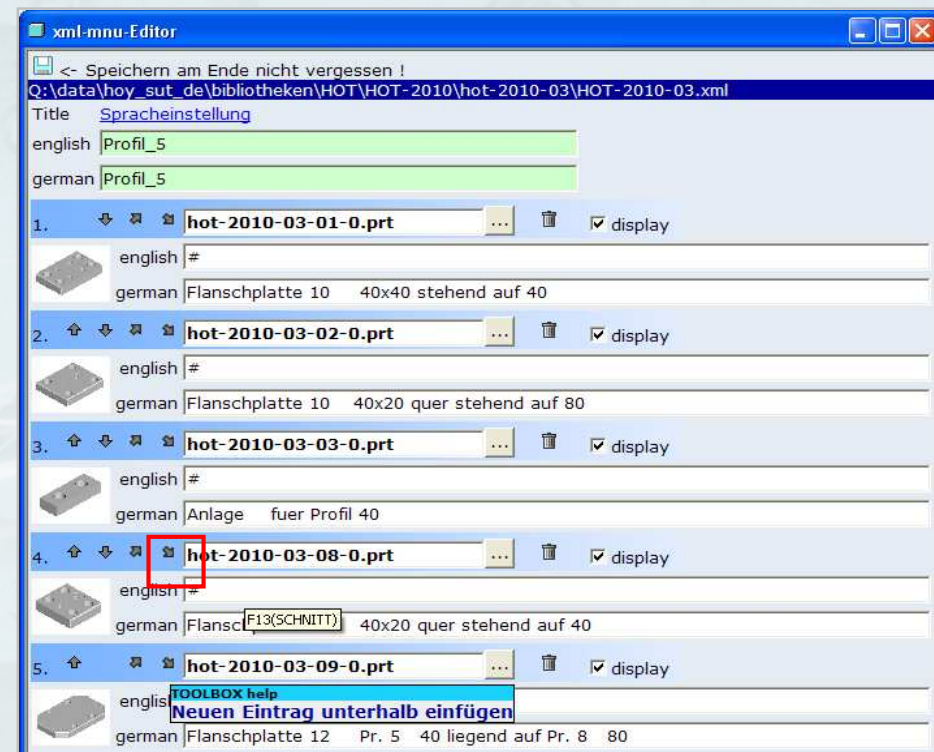 xml-mnu-Editor
<- Speichern am Ende nicht vergessen !
Q:\data\hoy_sut_de\bibliotheken\HOT\HOT-2010\hot-2010-03\HOT-2010-03.xml
Title Spracheinstellung
english Profil_5
german Profil_5
1. hot-2010-03-01-0.prt ... display
english #
german Flanschplatte 10 40x40 stehend auf 40
2. hot-2010-03-02-0.prt ... display
english #
german Flanschplatte 10 40x20 quer stehend auf 80
3. hot-2010-03-03-0.prt ... display
english #
german Anlage fuer Profil 40
4. hot-2010-03-08-0.prt ... display
english #
F13(SCHNITT)
german Flansc 40x20 quer stehend auf 40
5. hot-2010-03-09-0.prt ... display
TOOLBOX help
english
Neuen Eintrag unterhalb einfügen
german Flanschplatte 12 Pr. 5 40 liegend auf Pr. 8 80